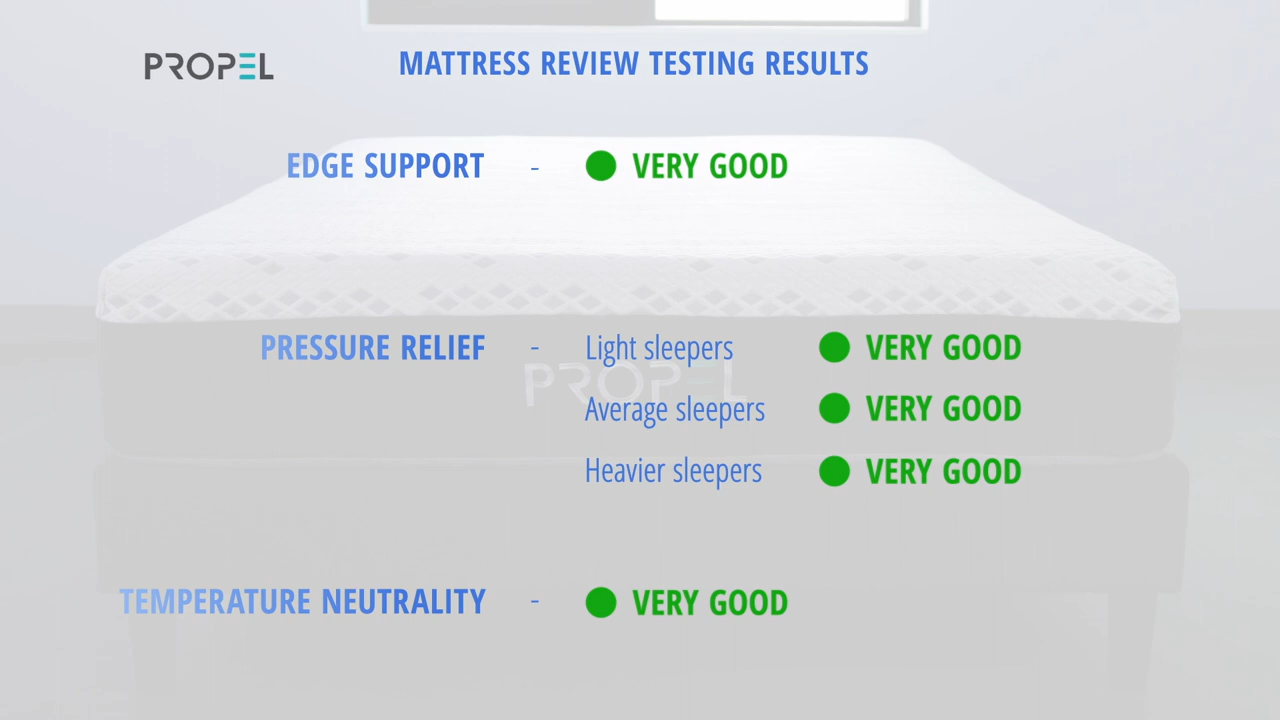 PROPEL
MATTRESS REVIEW TESTING RESULTS
EDGE SUPPORT - VERY GOOD
PRESSURE RELIEF - Light sleepers VERY GOOD
PROPEL
Average sleepers VERY GOOD
Heavier sleepers VERY GOOD
TEMPERATURE NEUTRALITY - VERY GOOD